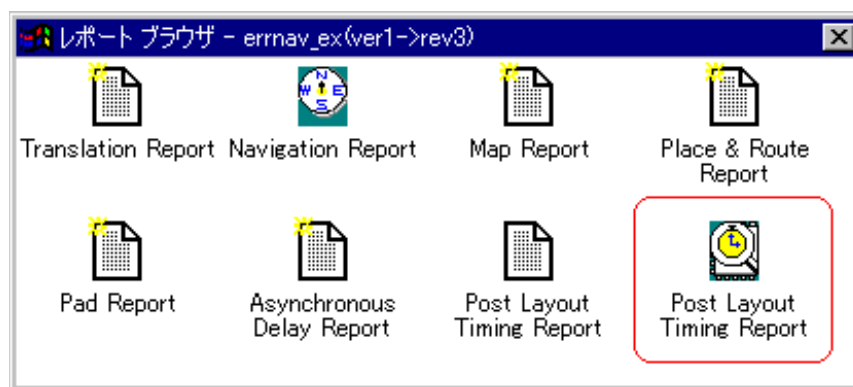 レポート ブラウザ - errnav_ex(ver1->rev3)
Translation Report
Navigation Report
N
W E
S
Map Report
Place & Route
Report
Pad Report
Asynchronous
Delay Report
Post Layout
Timing Report
Post Layout
Timing Report